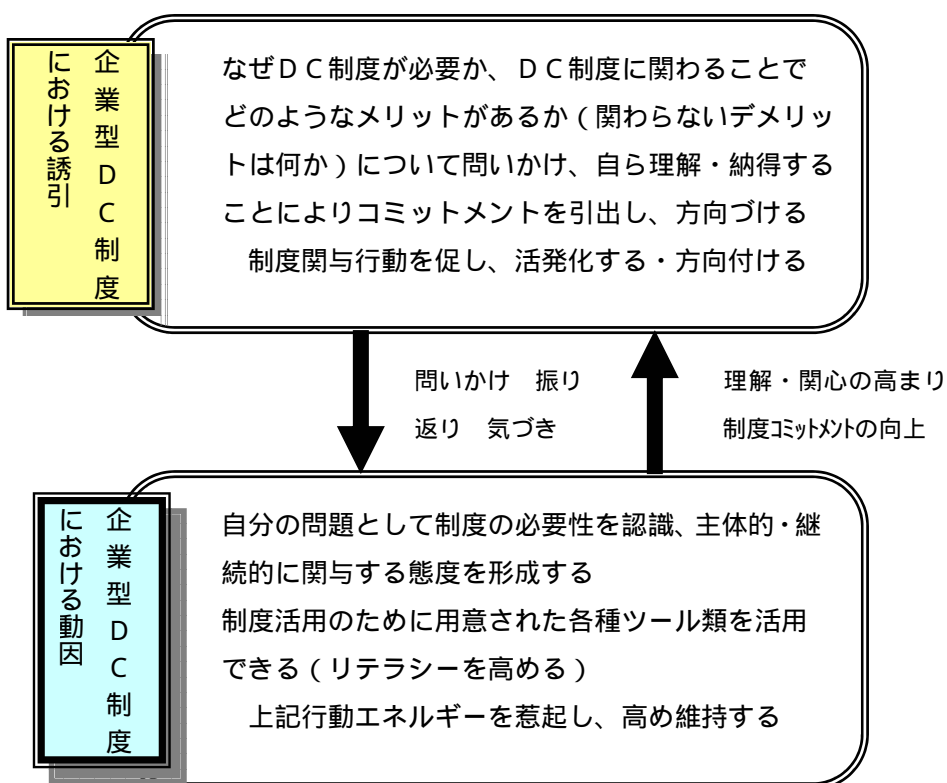 企業型DC制度
における誘引
なぜDC制度が必要か、DC制度に関わることで
どのようなメリットがあるか(関わらないデメリッ
トは何か)について問いかけ、自ら理解・納得する
ことによりコミットメントを引出し、方向づける
制度関与行動を促し、活発化する・方向付ける
問いかけ 振り
返り 気づき
理解・関心の高まり
制度コミットメントの向上
企業型DC制度
における動因
自分の問題として制度の必要性を認識、主体的・継
続的に関与する態度を形成する
制度活用のために用意された各種ツール類を活用
できる(リテラシーを高める)
上記行動エネルギーを惹起し、高め維持する